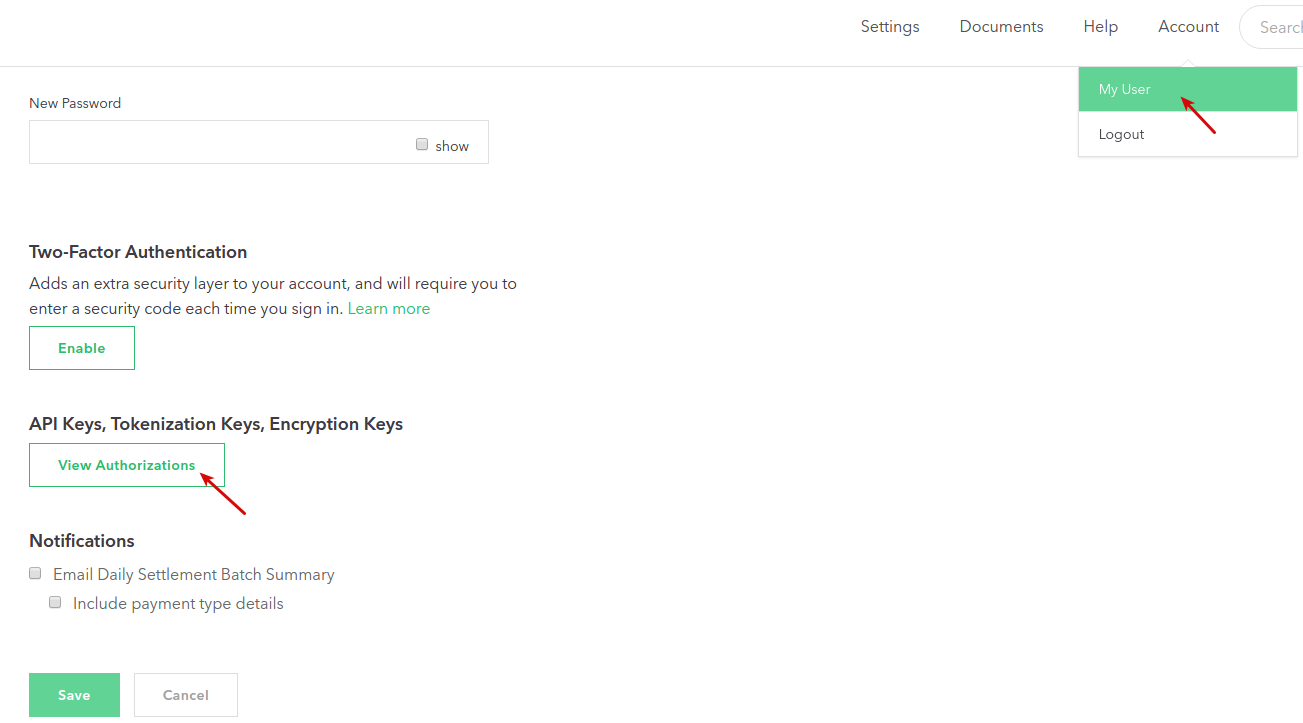 Settings Documents Help Account
My User
Logout
New Password
show
Two-Factor Authentication
Adds an extra security layer to your account, and will require you to
enter a security code each time you sign in. Learn more
Enable
API Keys, Tokenization Keys, Encryption Keys
View Authorizations
Notifications
Email Daily Settlement Batch Summary
Include payment type details
Save Cancel